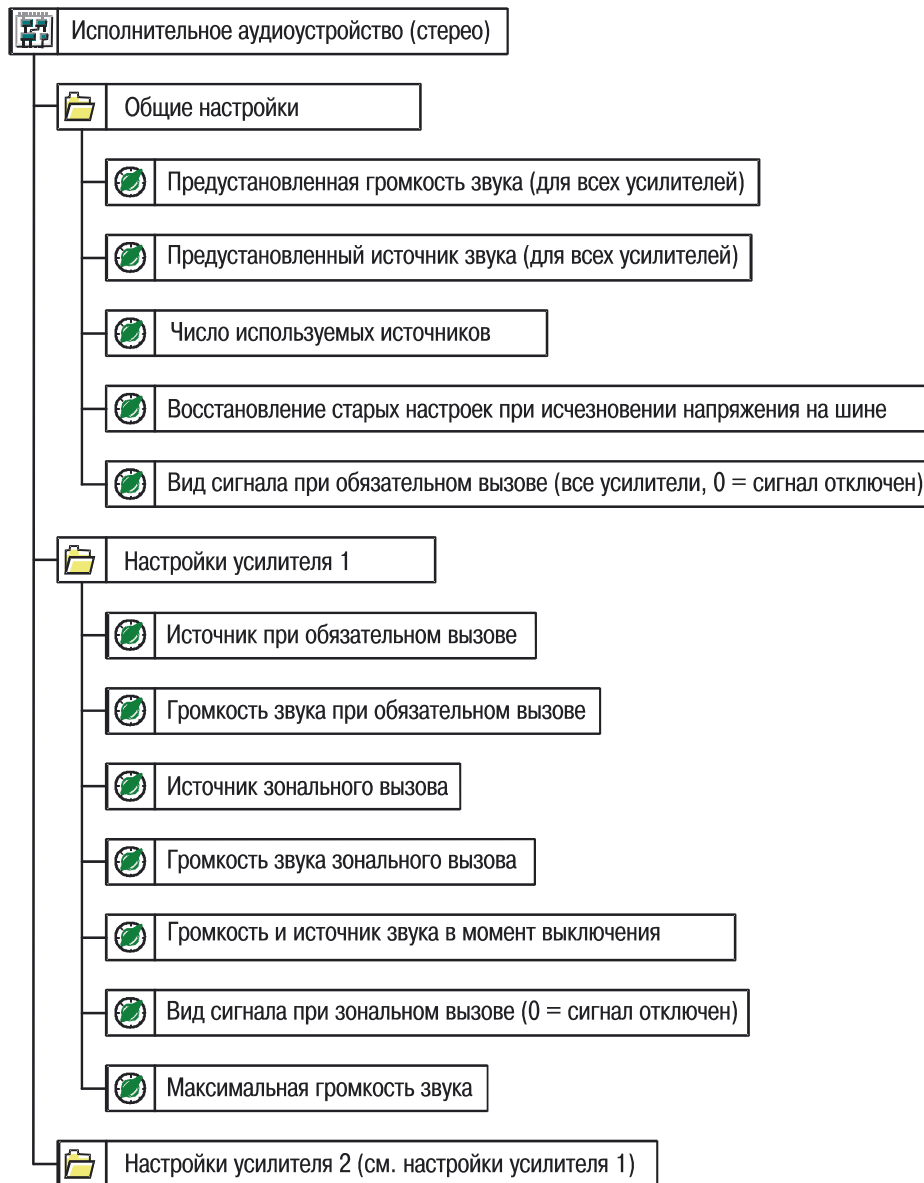 Исполнительное аудиоустройство (стерео)
Общие настройки
Предустановленная громкость звука (для всех усилителей)
Предустановленный источник звука (для всех усилителей)
Число используемых источников
Восстановление старых настроек при исчезновении напряжения на шине
Вид сигнала при обязательном вызове (все усилители, 0 = сигнал отключен)
Настройки усилителя 1
Источник при обязательном вызове
Громкость звука при обязательном вызове
Источник зонального вызова
Громкость звука зонального вызова
Громкость и источник звука в момент выключения
Вид сигнала при зональном вызове (0 = сигнал отключен)
Максимальная громкость звука
Настройки усилителя 2 (см. настройки усилителя 1)